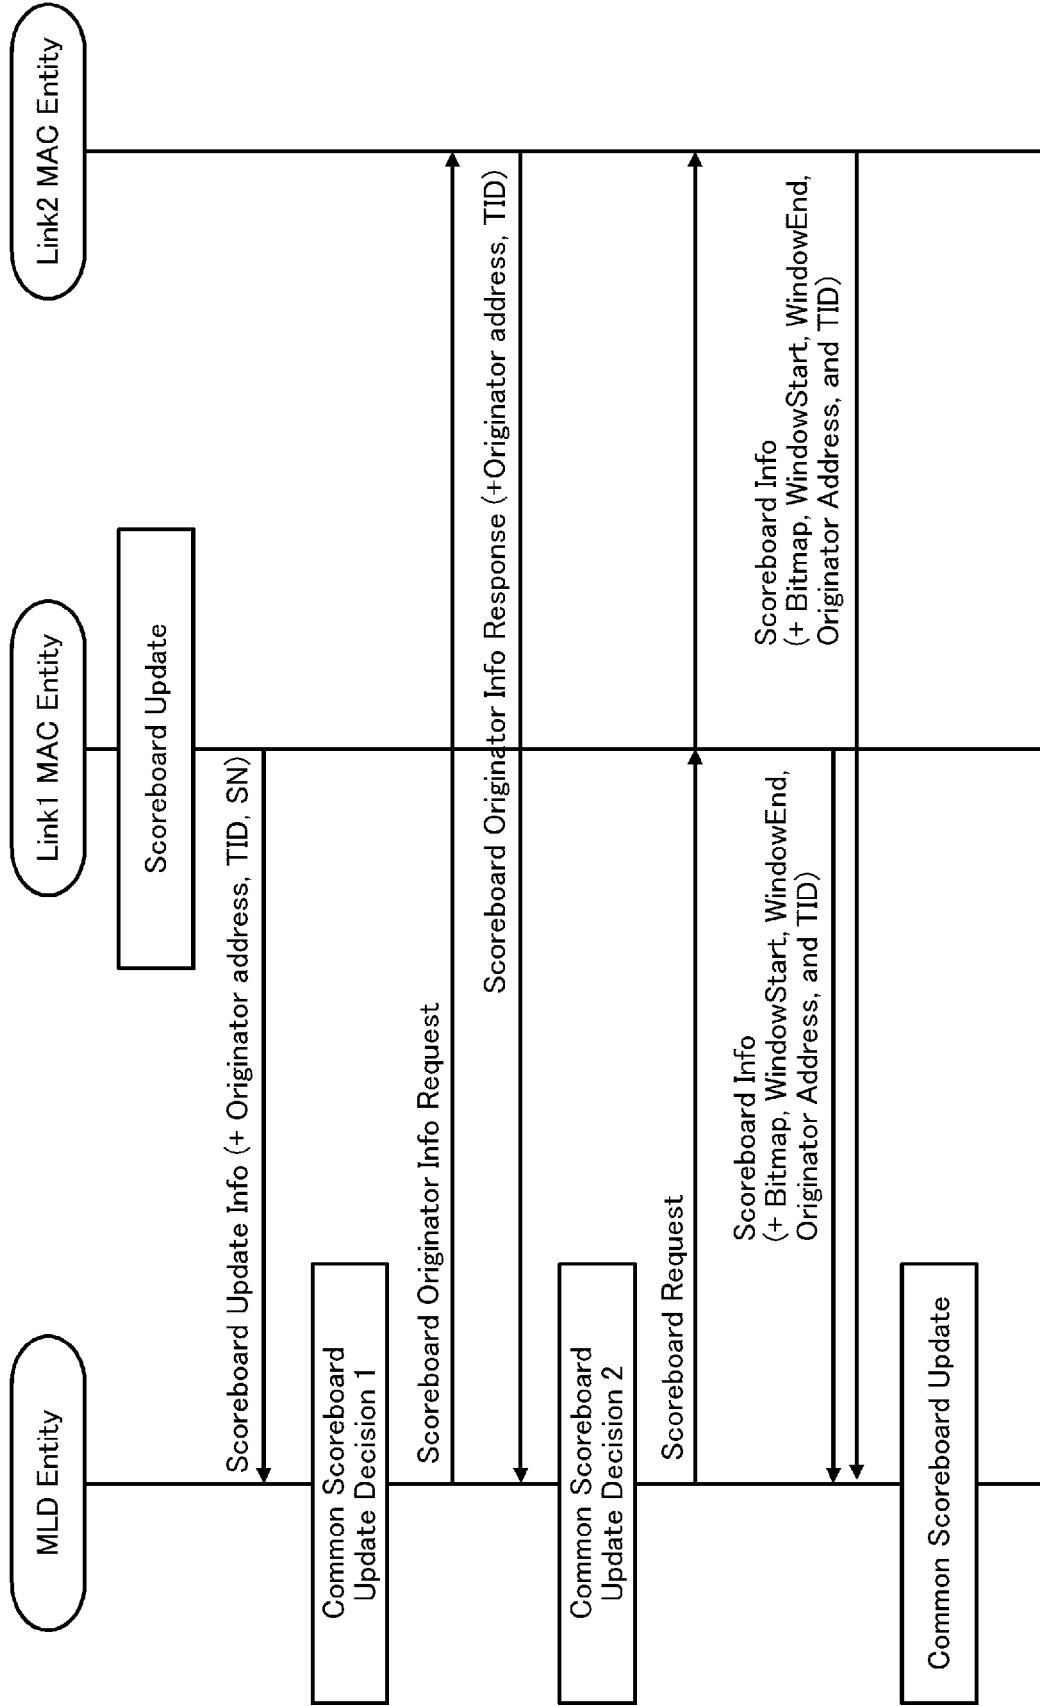 MLD Entity
Link1 MAC Entity
Link2 MAC Entity
Scoreboard Update
Scoreboard Update Info (+ Originator address, TID, SN)
Common Scoreboard
Update Decision 1
Scoreboard Originator Info Request
Scoreboard Originator Info Response (+Originator address, TID)
Common Scoreboard
Update Decision 2
Scoreboard Request
Scoreboard Info
(+ Bitmap, WindowStart, WindowEnd,
Originator Address, and TID)
Scoreboard Info
(+ Bitmap, WindowStart, WindowEnd,
Originator Address, and TID)
Common Scoreboard Update